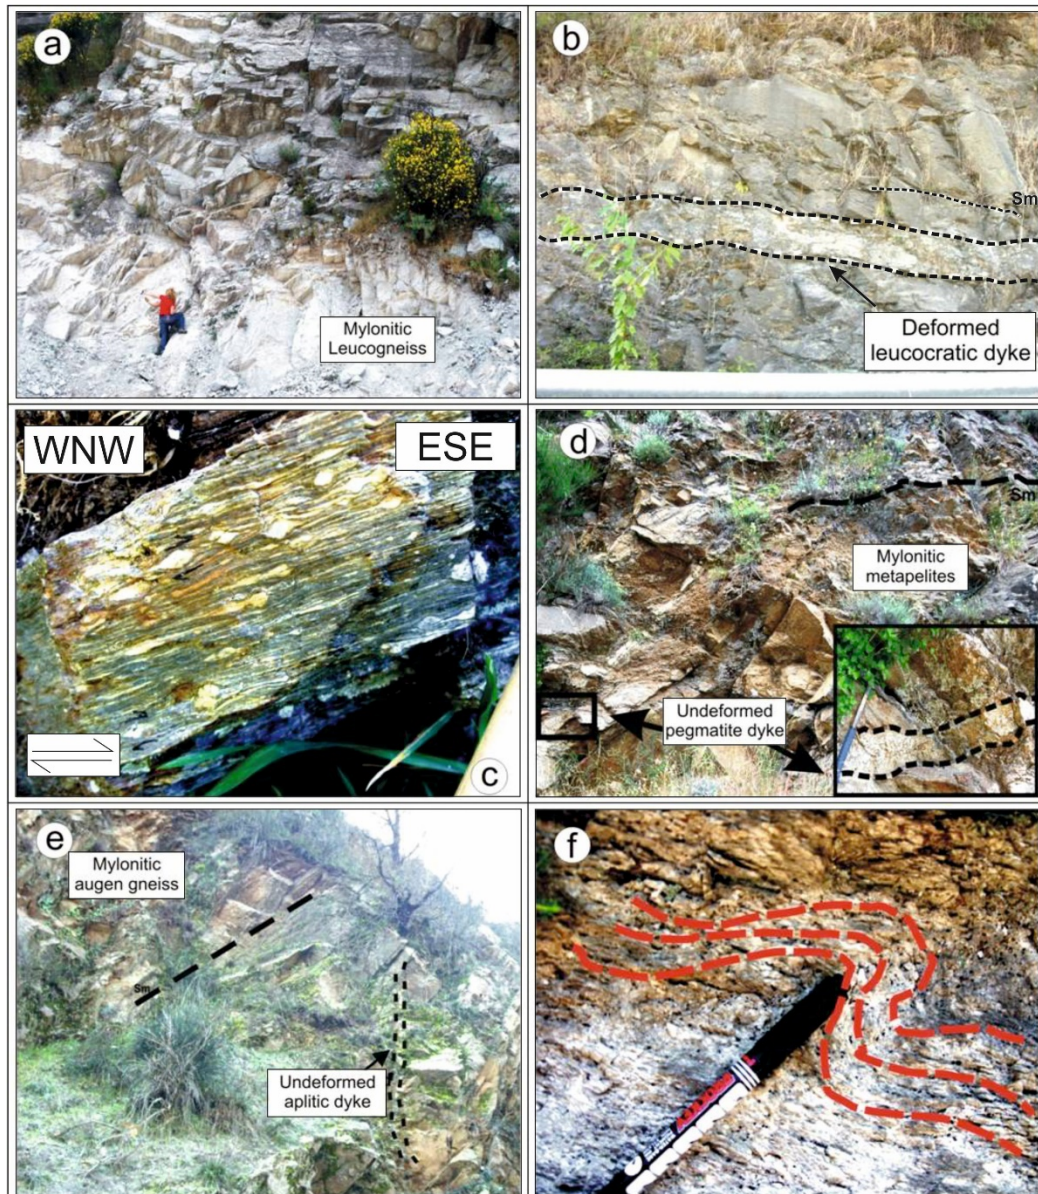 a
Mylonitic
Leucogneiss
b
Sm
Deformed
leucocratic dyke
WNW
ESE
c
d
Sm
Mylonitic
metapelites
Undeformed
pegmatite dyke
e
Mylonitic
augen gneiss
Sm
Undeformed
aplitic dyke
f